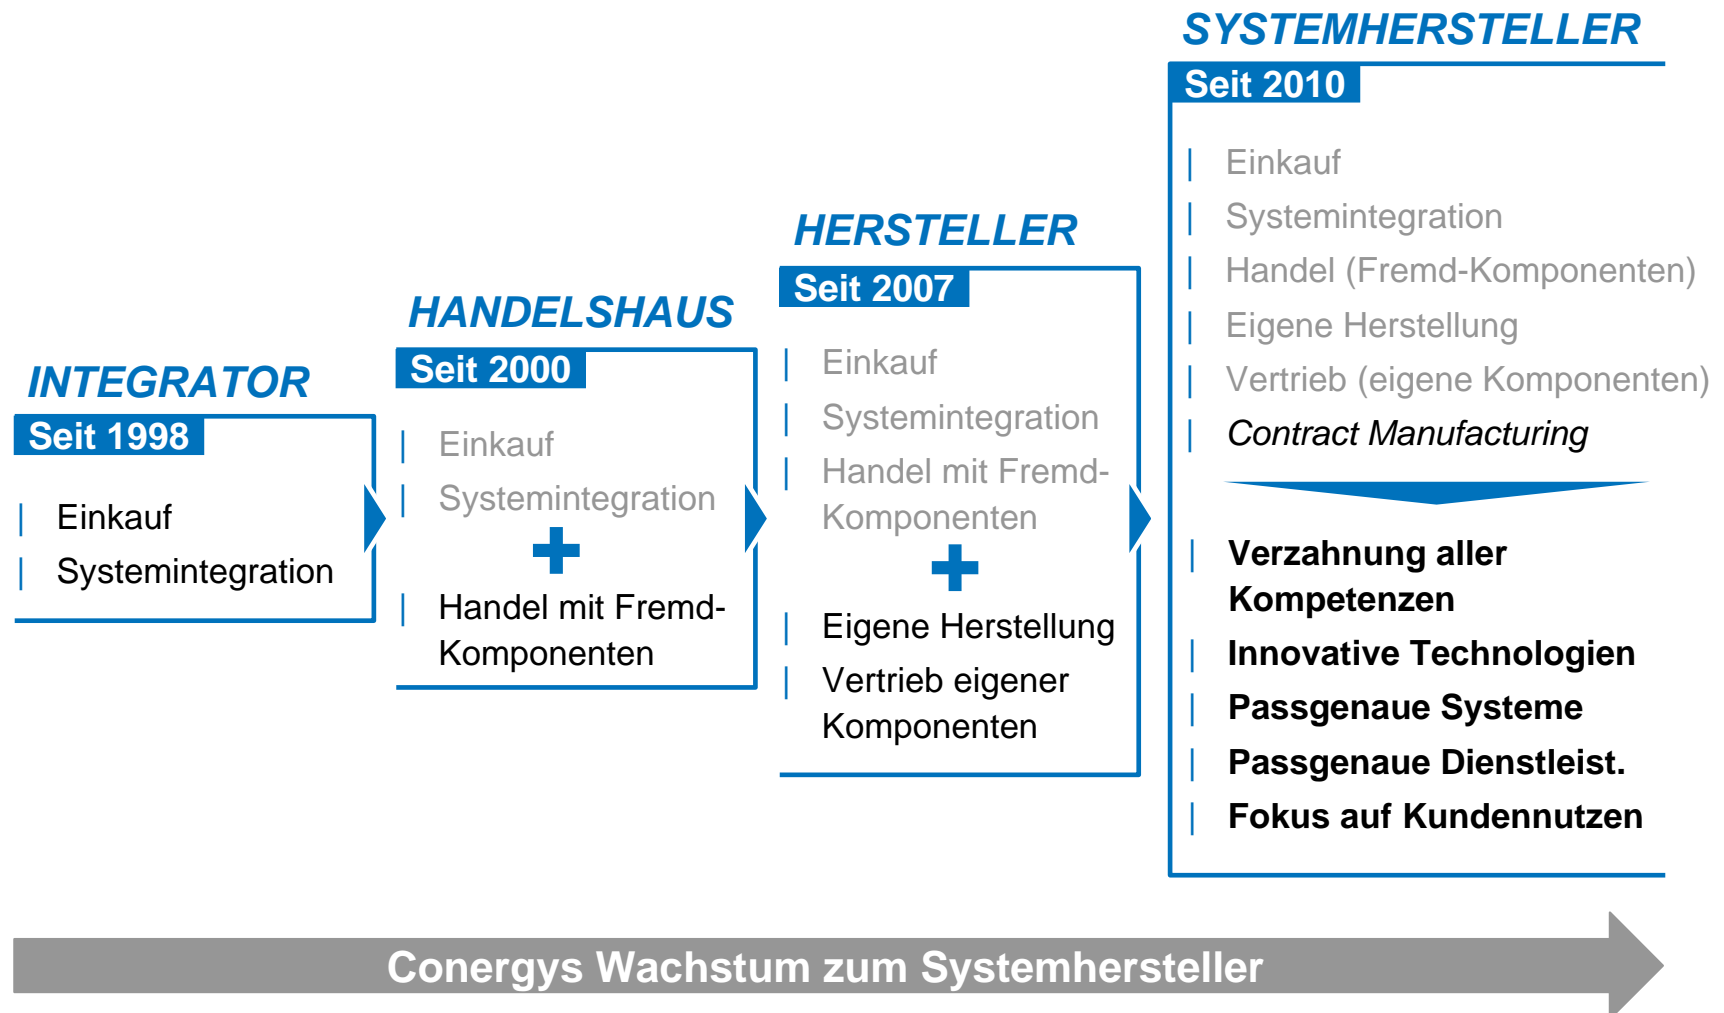 INTEGRATOR
Seit 1998
| Einkauf
| Systemintegration
HANDELSHAUS
Seit 2000
| Einkauf
| Systemintegration
+
| Handel mit Fremd-
Komponenten
HERSTELLER
Seit 2007
| Einkauf
| Systemintegration
| Handel mit Fremd-
Komponenten
+
| Eigene Herstellung
| Vertrieb eigener
Komponenten
SYSTEMHERSTELLER
Seit 2010
| Einkauf
| Systemintegration
| Handel (Fremd-Komponenten)
| Eigene Herstellung
| Vertrieb (eigene Komponenten)
| Contract Manufacturing
| Verzahnung aller
Kompetenzen
| Innovative Technologien
| Passgenaue Systeme
| Passgenaue Dienstleist.
| Fokus auf Kundennutzen
Conergys Wachstum zum Systemhersteller